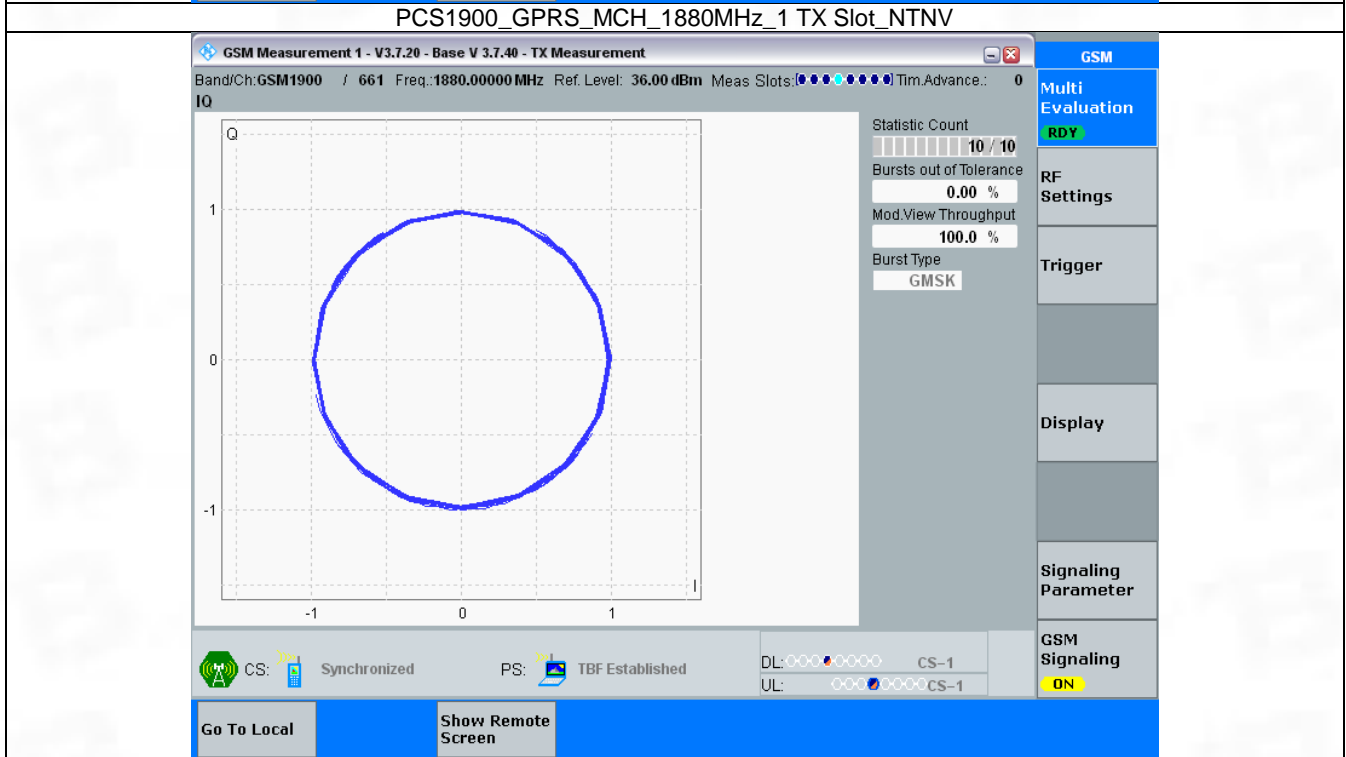 PCS1900_GPRS_MCH_1880MHz_1 TX Slot_NTNV
GSM Measurement 1 - V3.7.20 - Base V 3.7.40 - TX Measurement
GSM
Band/Ch:GSM1900 / 661 Freq.:1880.00000 MHz Ref. Level: 36.00 dBm Meas Slots: Tim.Advance.: 0
IQ
Multi
Evaluation
RDY
RF
Settings
Trigger
Display
Signaling
Parameter
GSM
Signaling
ON
Statistic Count
10 / 10
Bursts out of Tolerance
0.00 %
Mod.View Throughput
100.0 %
Burst Type
GMSK
Q
1
0
-1
I
-1 0 1
CS: Synchronized PS: TBF Established
DL: CS-1
UL: CS-1
Go To Local
Show Remote
Screen